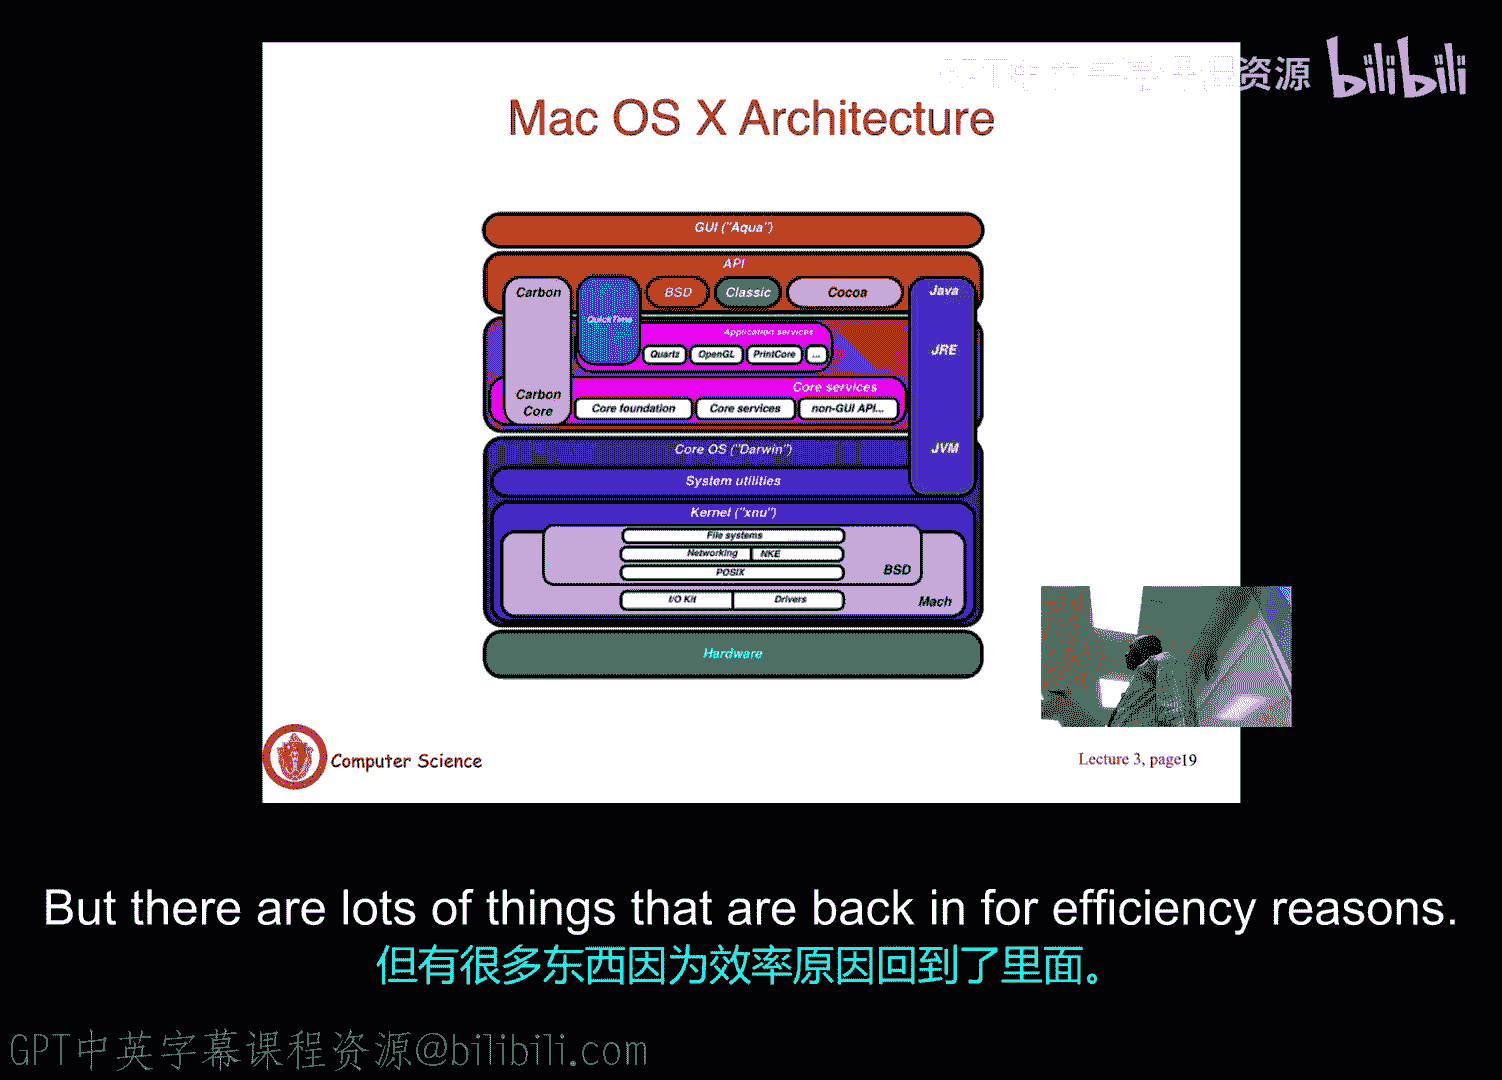 资源 bilibili
Mac OS X Architecture
GUI ("Aqua")
API
Carbon
QuickTime
BSD
Classic
Cocoa
Java
Application services
Quartz
OpenGL
PrintCore
...
JRE
Carbon
Core
Core services
Core foundation
Core services
non-GUI API...
Core OS ("Darwin")
JVM
System utilities
Kernel ("xnu")
File systems
Networking
NKE
POSIX
BSD
I/O Kit
Drivers
Mach
Hardware
Computer Science
Lecture 3, page19
But there are lots of things that are back in for efficiency reasons.
但有很多东西因为效率原因回到了里面。
GPT中英字幕课程资源@bilibili.com